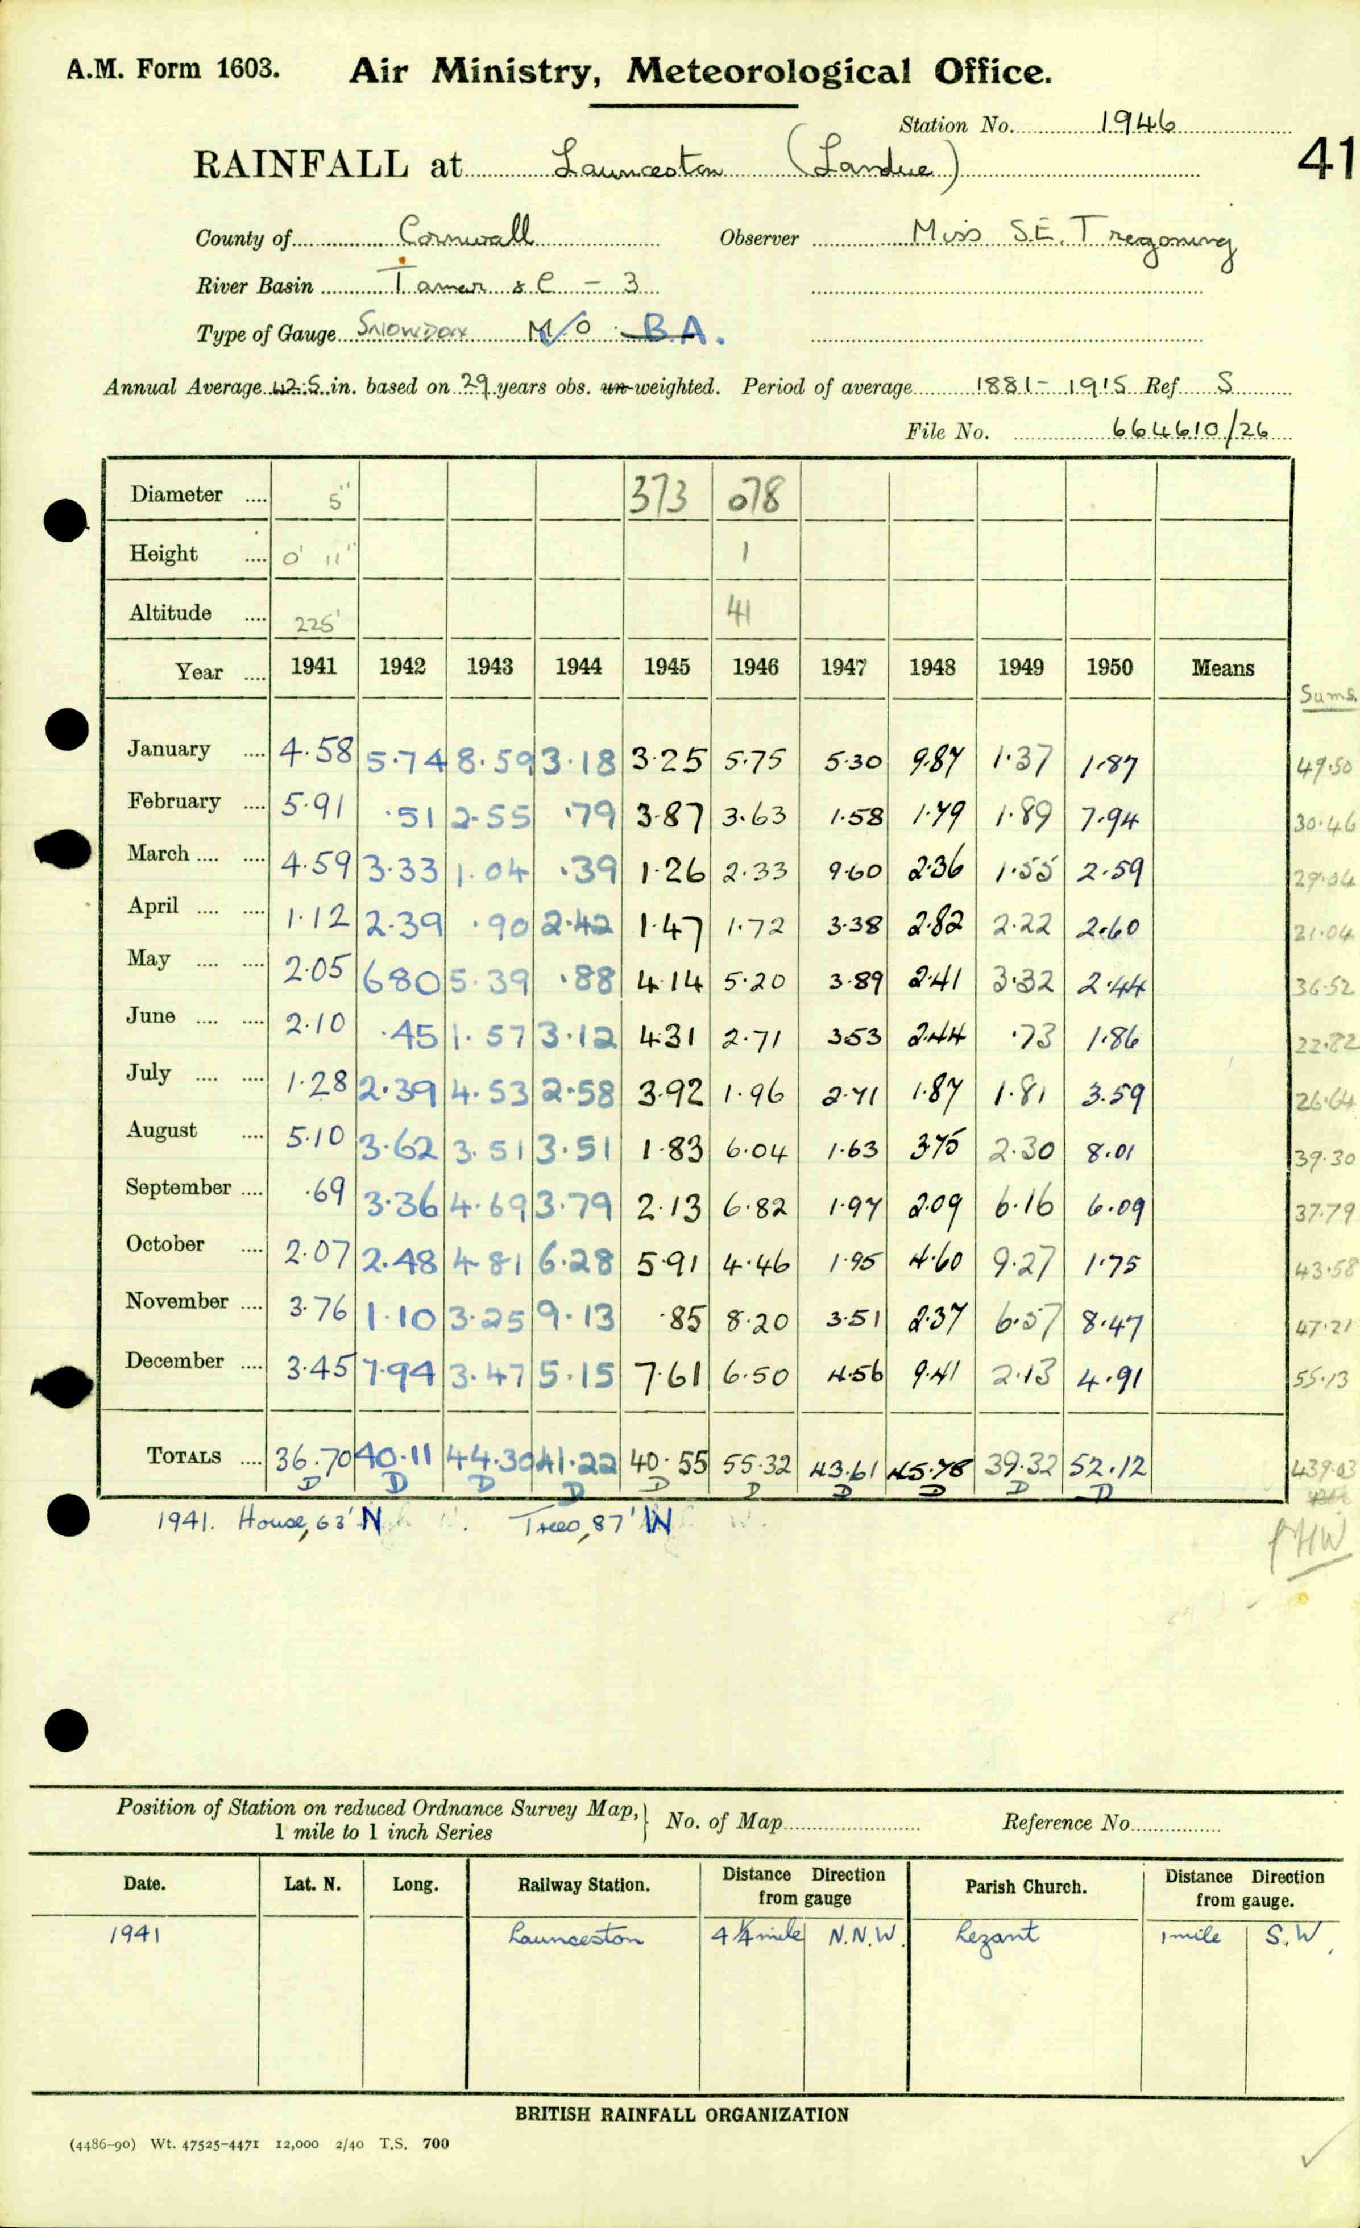 A.M. Form 1603. Air Ministry, Meteorological Office.
Station No. 1946
41
RAINFALL at Launceston (Landue)
County of Cornwall Observer Miss S.E. Tregoning
River Basin Tamar &c - 3
Type of Gauge Snowdon M/O B.A.
Annual Average 42.5 in. based on 29 years obs. un-weighted. Period of average 1881-1915 Ref S
File No. 664610/26
Diameter .... 5" 373 078
Height .... 0' 11" 1
Altitude .... 225' 41
Year .... 1941 1942 1943 1944 1945 1946 1947 1948 1949 1950 Means
Sums
January .... 4.58 5.74 8.59 3.18 3.25 5.75 5.30 9.87 1.37 1.87 49.50
February .... 5.91 .51 2.55 .79 3.87 3.63 1.58 1.79 1.89 7.94 30.46
March .... .... 4.59 3.33 1.04 .39 1.26 2.33 9.60 2.36 1.55 2.59 29.04
April .... .... 1.12 2.39 .90 2.42 1.47 1.72 3.38 2.82 2.22 2.60 21.04
May .... .... 2.05 6.80 5.39 .88 4.14 5.20 3.89 2.41 3.32 2.44 36.52
June .... .... 2.10 .45 1.57 3.12 4.31 2.71 3.53 2.44 .73 1.86 22.82
July .... .... 1.28 2.39 4.53 2.58 3.92 1.96 2.71 1.87 1.81 3.59 26.64
August .... 5.10 3.62 3.51 3.51 1.83 6.04 1.63 3.75 2.30 8.01 39.30
September .... .69 3.36 4.69 3.79 2.13 6.82 1.97 2.09 6.16 6.09 37.79
October .... 2.07 2.48 4.81 6.28 5.91 4.46 1.95 4.60 9.27 1.75 43.58
November .... 3.76 1.10 3.25 9.13 .85 8.20 3.51 2.37 6.57 8.47 47.21
December .... 3.45 7.94 3.47 5.15 7.61 6.50 4.56 9.41 2.13 4.91 55.13
TOTALS .... 36.70 40.11 44.30 41.22 40.55 55.32 43.61 45.78 39.32 52.12 439.03
D D D D D D D D D D
1941. House, 63' N Trees, 87' W
Position of Station on reduced Ordnance Survey Map, } No. of Map Reference No.
1 mile to 1 inch Series
Date. Lat. N. Long. Railway Station. Distance Direction from gauge Parish Church. Distance Direction from gauge.
1941 Launceston 4 1/4 mile N.N.W. Lezant 1 mile S.W.
BRITISH RAINFALL ORGANIZATION
(4486-90) Wt. 47525-4471 12,000 2/40 T.S. 700